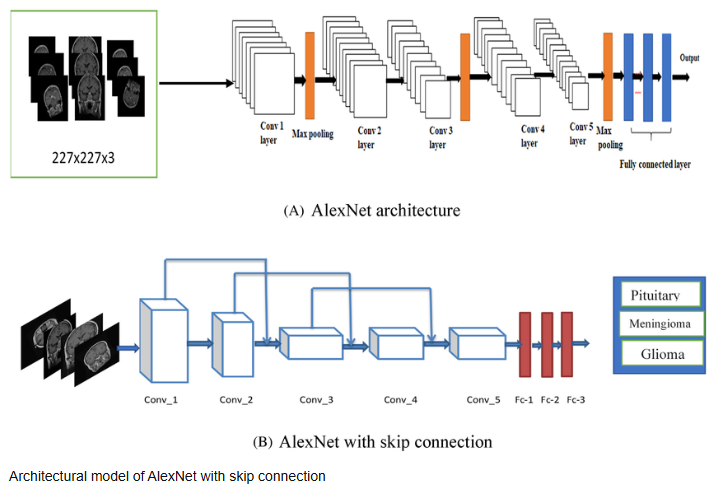 227x227x3
Conv 1
layer
Max pooling
Conv 2
layer
Conv 3
layer
Conv 4
layer
Conv 5
layer
Max
pooling
Output
Fully connected layer
(A) AlexNet architecture
Pituitary
Meningioma
Glioma
Conv_1
Conv_2
Conv_3
Conv_4
Conv_5
Fc-1
Fc-2
Fc-3
(B) AlexNet with skip connection
Architectural model of AlexNet with skip connection